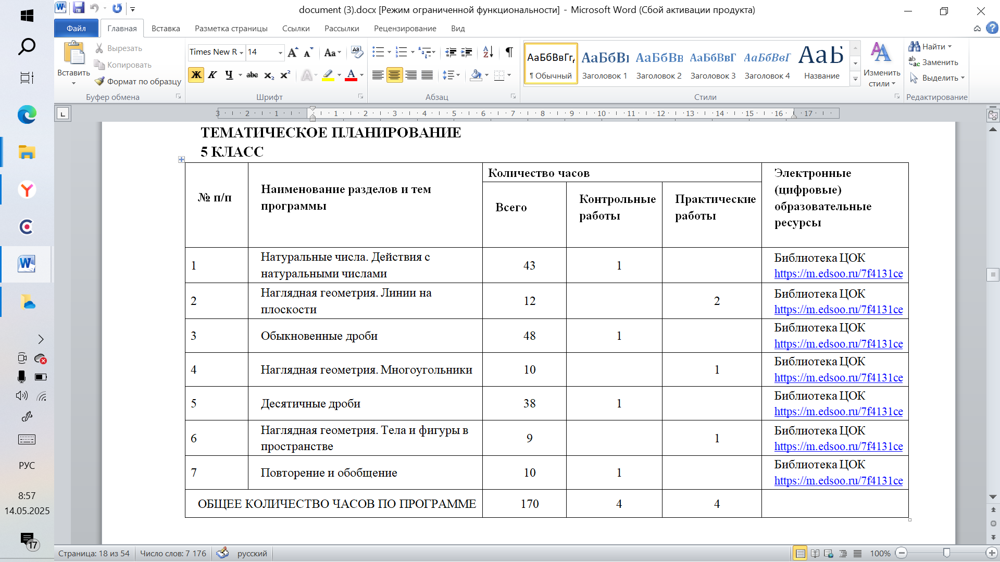 document (3).docx [Режим ограниченной функциональности] - Microsoft Word (Сбой активации продукта)
Файл Главная Вставка Разметка страницы Ссылки Рассылки Рецензирование Вид
Вставить
Вырезать
Копировать
Формат по образцу
Буфер обмена
Times New R 14
Шрифт
Абзац
АаБбВвГг, АаБбВı АаБбВв АаБбВвГ АаБбВвГ АаБ
¶ Обычный Заголовок 1 Заголовок 2 Заголовок 3 Заголовок 4 Название
Стили
Изменить
стили
Найти
Заменить
Выделить
Редактирование
3 2 1 1 2 3 4 5 6 7 8 9 10 11 12 13 14 15 16 17
ТЕМАТИЧЕСКОЕ ПЛАНИРОВАНИЕ
5 КЛАСС
№ п/п
Наименование разделов и тем
программы
Количество часов
Всего
Контрольные
работы
Практические
работы
Электронные
(цифровые)
образовательные
ресурсы
1
Натуральные числа. Действия с
натуральными числами
43
1
Библиотека ЦОК
https://m.edsoo.ru/7f4131ce
2
Наглядная геометрия. Линии на
плоскости
12
2
Библиотека ЦОК
https://m.edsoo.ru/7f4131ce
3
Обыкновенные дроби
48
1
Библиотека ЦОК
https://m.edsoo.ru/7f4131ce
4
Наглядная геометрия. Многоугольники
10
1
Библиотека ЦОК
https://m.edsoo.ru/7f4131ce
5
Десятичные дроби
38
1
Библиотека ЦОК
https://m.edsoo.ru/7f4131ce
6
Наглядная геометрия. Тела и фигуры в
пространстве
9
1
Библиотека ЦОК
https://m.edsoo.ru/7f4131ce
7
Повторение и обобщение
10
1
Библиотека ЦОК
https://m.edsoo.ru/7f4131ce
ОБЩЕЕ КОЛИЧЕСТВО ЧАСОВ ПО ПРОГРАММЕ
170
4
4
РУС
8:57
14.05.2025
17
Страница: 18 из 54
Число слов: 7 176
русский
100%